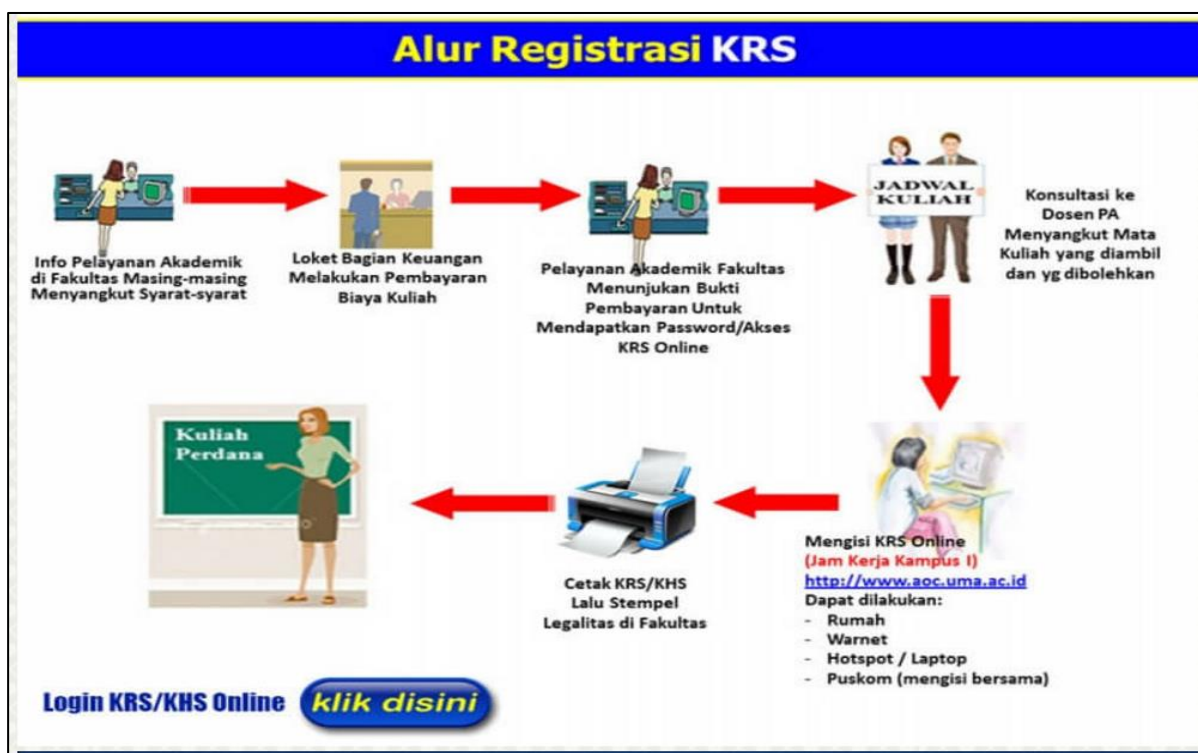 Alur Registrasi KRS
Info Pelayanan Akademik
di Fakultas Masing-masing
Menyangkut Syarat-syarat
Loket Bagian Keuangan
Melakukan Pembayaran
Biaya Kuliah
Pelayanan Akademik Fakultas
Menunjukan Bukti
Pembayaran Untuk
Mendapatkan Password/Akses
KRS Online
JADWAL
KULIAH
Konsultasi ke
Dosen PA
Menyangkut Mata
Kuliah yang diambil
dan yg dibolehkan
Mengisi KRS Online
(Jam Kerja Kampus I)
http://www.aoc.uma.ac.id
Dapat dilakukan:
- Rumah
- Warnet
- Hotspot / Laptop
- Puskom (mengisi bersama)
Cetak KRS/KHS
Lalu Stempel
Legalitas di Fakultas
Kuliah
Perdana
Login KRS/KHS Online klik disini